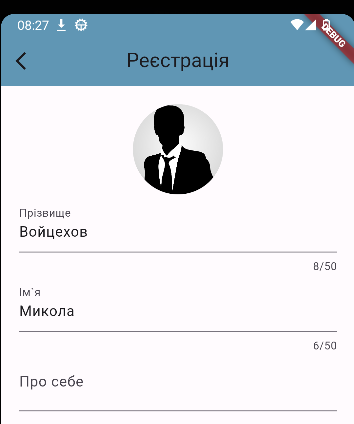 08:27
DEBUG
Реєстрація
Прізвище
Войцехов
8/50
Ім`я
Микола
6/50
Про себе